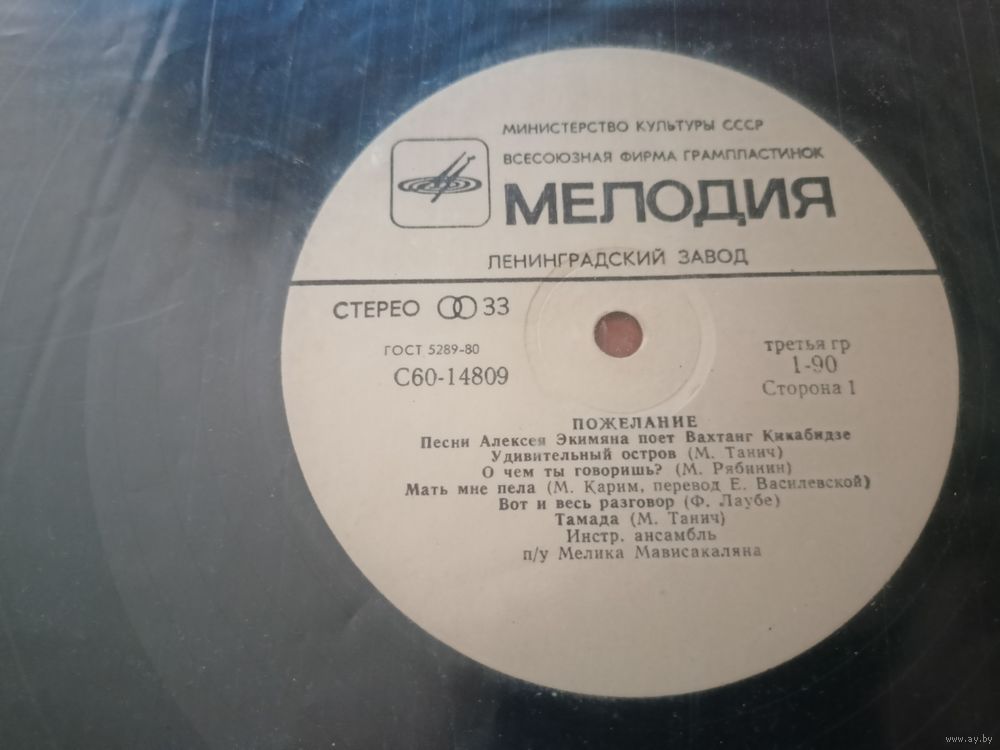 МИНИСТЕРСТВО КУЛЬТУРЫ СССР
ВСЕСОЮЗНАЯ ФИРМА ГРАМПЛАСТИНОК
МЕЛОДИЯ
ЛЕНИНГРАДСКИЙ ЗАВОД
СТЕРЕО 33
ГОСТ 5289-80
С60-14809
третья гр
1-90
Сторона 1
ПОЖЕЛАНИЕ
Песни Алексея Экимяна поет Вахтанг Кикабидзе
Удивительный остров (М. Танич)
О чем ты говоришь? (М. Рябинин)
Мать мне пела (М. Карим, перевод Е. Василевской)
Вот и весь разговор (Ф. Лаубе)
Тамада (М. Танич)
Инстр. ансамбль
п/у Мелика Мависакаляна
www.ay.by